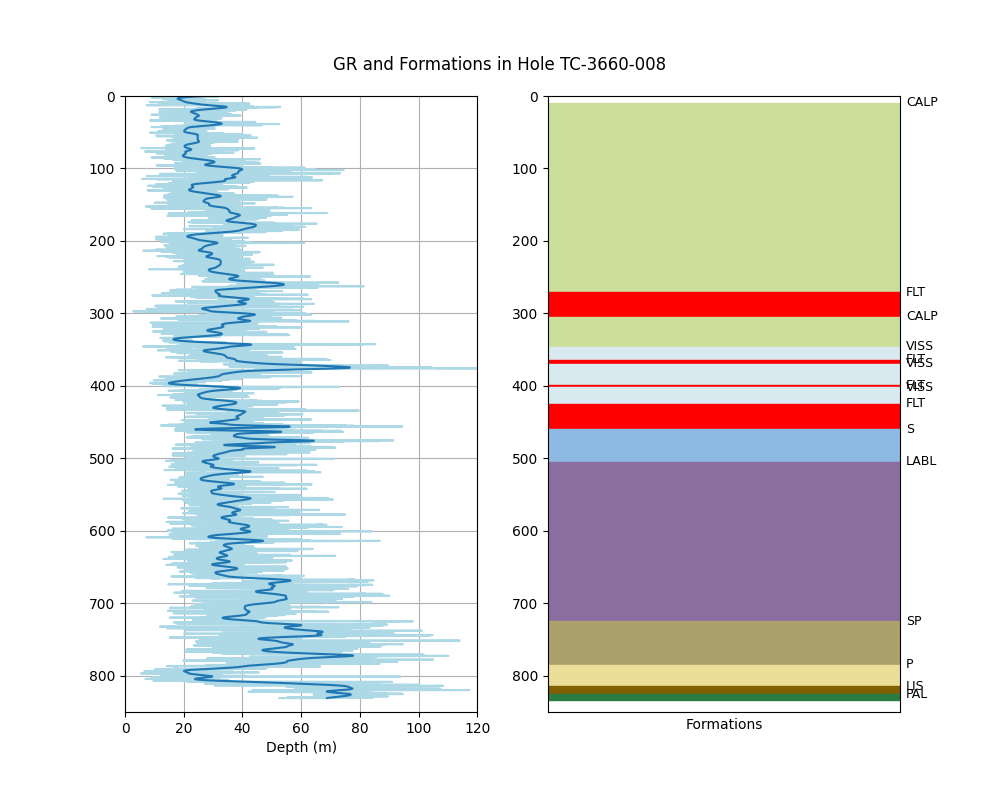 GR and Formations in Hole TC-3660-008
0
100
200
300
400
500
600
700
800
0 20 40 60 80 100 120
Depth (m)
0
200
300
400
500
600
800
CALP
FLT
CALP
VISS
FLT
VISS
FLT
VISS
FLT
S
LABL
SP
P
LIS
PAL
Formations